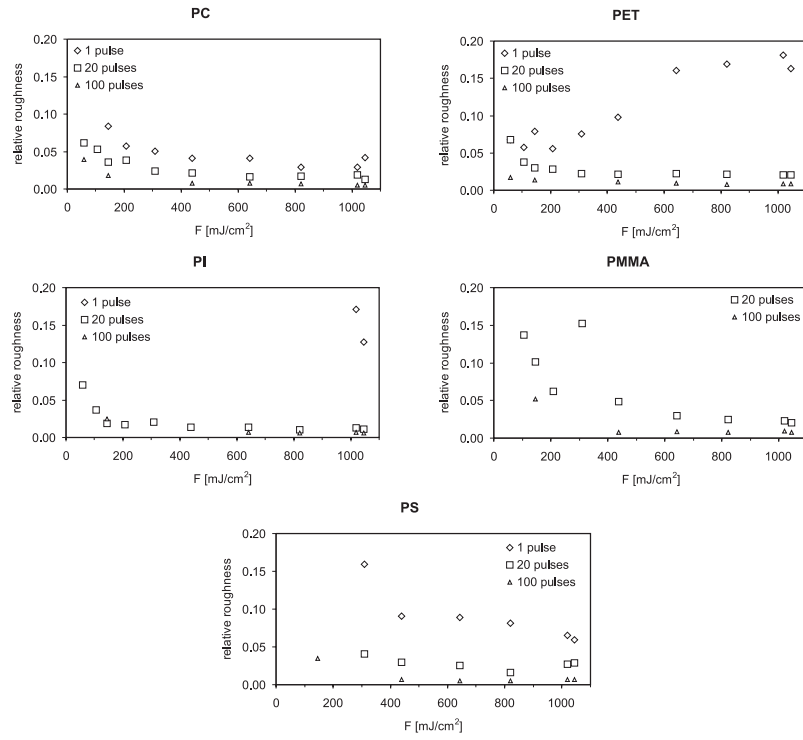 PC
relative roughness
0.20
0.15
0.10
0.05
0.00
1 pulse
20 pulses
100 pulses
0 200 400 600 800 1000
F [mJ/cm²]
PET
relative roughness
0.20
0.15
0.10
0.05
0.00
1 pulse
20 pulses
100 pulses
0 200 400 600 800 1000
F [mJ/cm²]
PI
relative roughness
0.20
0.15
0.10
0.05
0.00
1 pulse
20 pulses
100 pulses
0 200 400 600 800 1000
F [mJ/cm²]
PMMA
relative roughness
0.20
0.15
0.10
0.05
0.00
20 pulses
100 pulses
0 200 400 600 800 1000
F [mJ/cm²]
PS
relative roughness
0.20
0.15
0.10
0.05
0.00
1 pulse
20 pulses
100 pulses
0 200 400 600 800 1000
F [mJ/cm²]